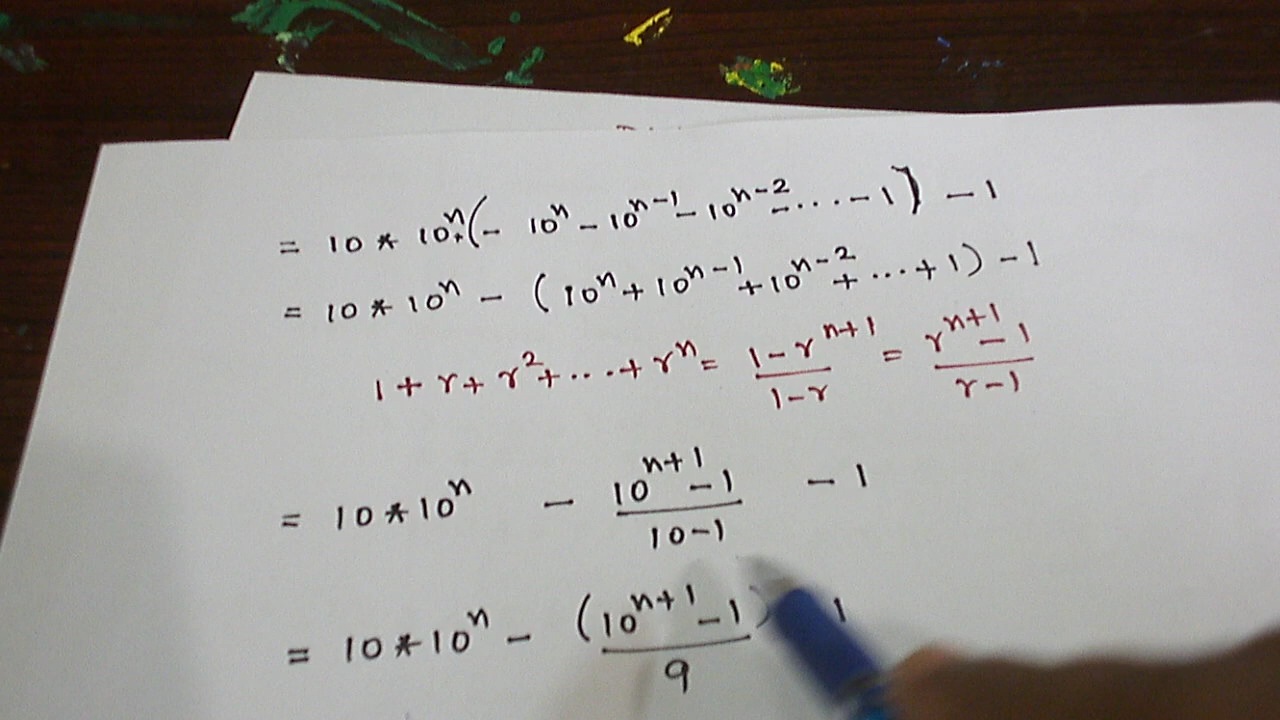 = 10 * 10ⁿ + (- 10ⁿ - 10ⁿ⁻¹ - 10ⁿ⁻² - ... - 1) - 1
= 10 * 10ⁿ - (10ⁿ + 10ⁿ⁻¹ + 10ⁿ⁻² + ... + 1) - 1
1 + r + r² + ... + rⁿ = (1 - rⁿ⁺¹)/(1 - r) = (rⁿ⁺¹ - 1)/(r - 1)
= 10 * 10ⁿ - (10ⁿ⁺¹ - 1)/(10 - 1) - 1
= 10 * 10ⁿ - (10ⁿ⁺¹ - 1)/9 1